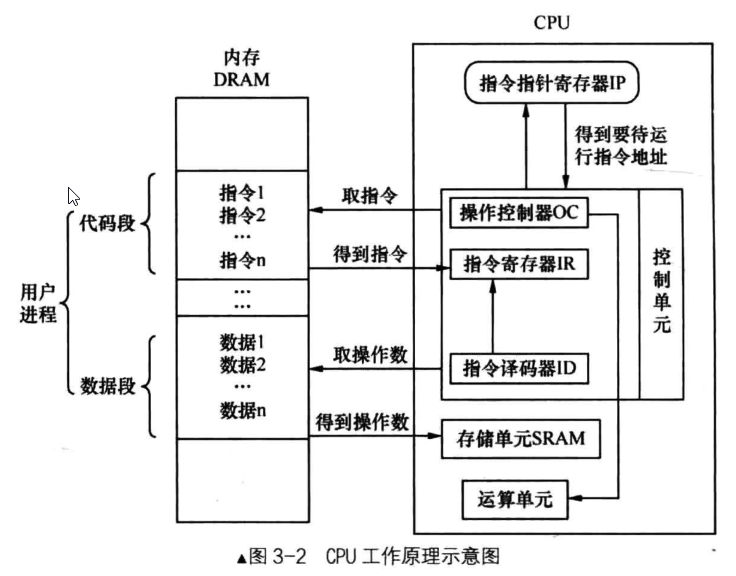 CPU
内存
DRAM
指令指针寄存器IP
得到要待运
行指令地址
用户
进程
代码段
指令1
指令2
...
指令n
...
...
取指令
操作控制器OC
得到指令
指令寄存器IR
控
制
单
元
数据段
数据1
数据2
...
数据n
取操作数
指令译码器ID
得到操作数
存储单元SRAM
运算单元
▲图 3-2 CPU 工作原理示意图